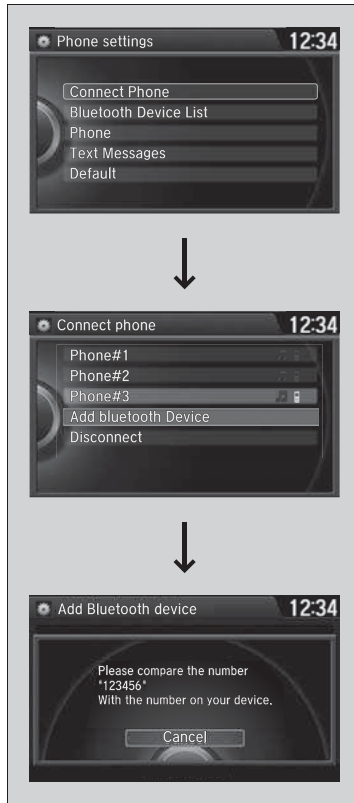 Phone settings 12:34
Connect Phone
Bluetooth Device List
Phone
Text Messages
Default
Connect phone 12:34
Phone#1
Phone#2
Phone#3
Add bluetooth Device
Disconnect
Add Bluetooth device 12:34
Please compare the number
"123456"
With the number on your device.
Cancel